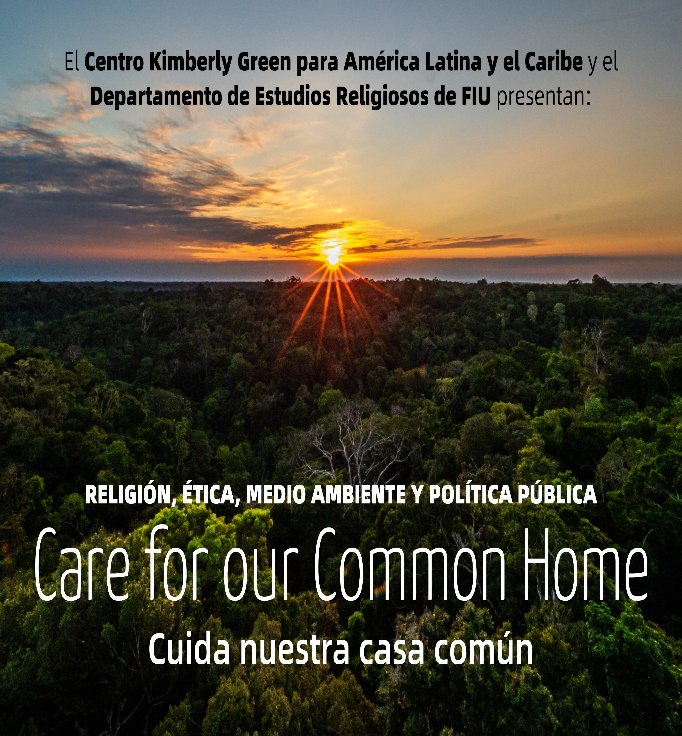 El Centro Kimberly Green para América Latina y el Caribe y el
Departamento de Estudios Religiosos de FIU presentan:
RELIGIÓN, ÉTICA, MEDIO AMBIENTE Y POLÍTICA PÚBLICA
Care for our Common Home
Cuida nuestra casa común